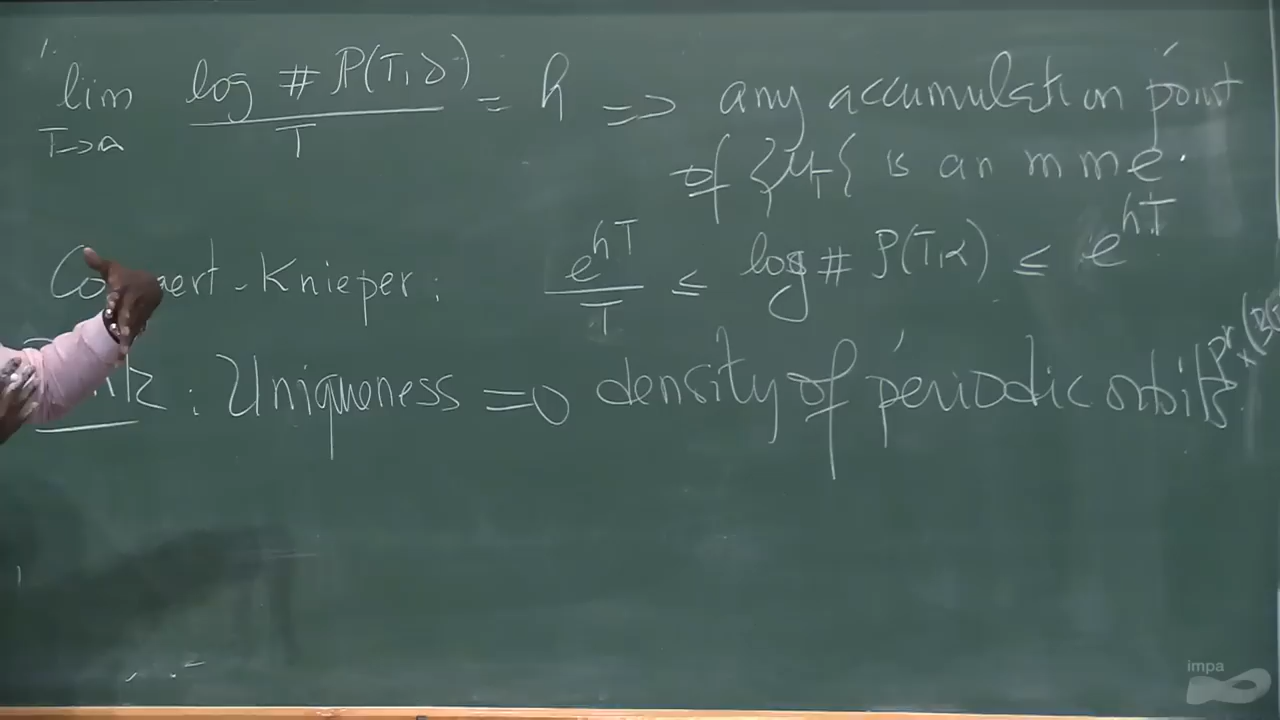 lim log # P(T, δ) / T = h => any accumulation point
T→∞
of {μ_T} is an mme.
Knieper : e^{hT} / T ≤ log # P(T,α) ≤ e^{hT}
: Uniqueness => density of periodic orbits
impa